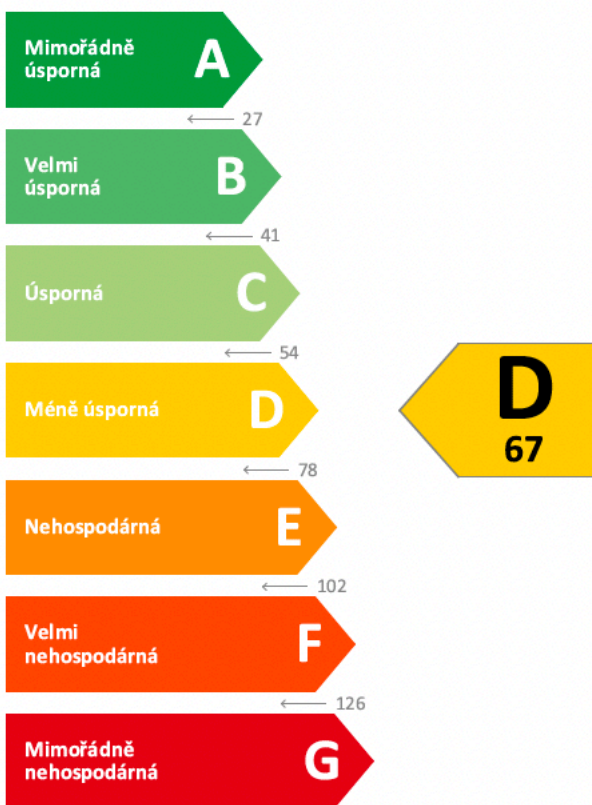 Mimořádně
úsporná
A
27
Velmi
úsporná
B
41
Úsporná
C
54
Méně úsporná
D
D
67
78
Nehospodárná
E
102
Velmi
nehospodárná
F
126
Mimořádně
nehospodárná
G